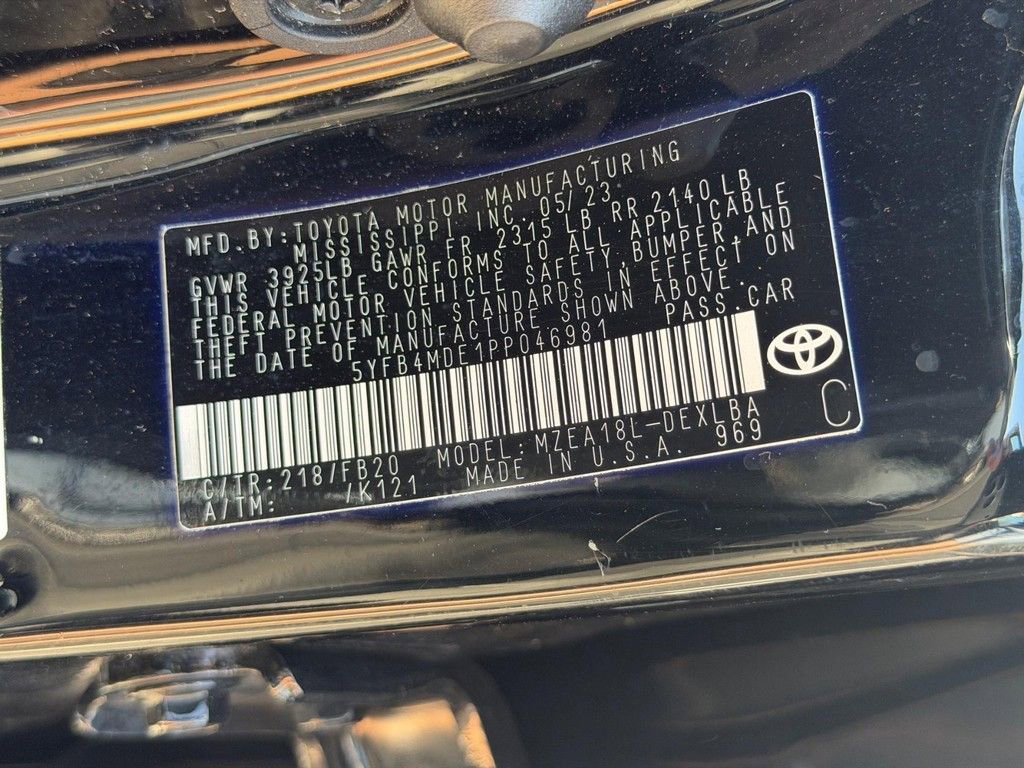 MFD. BY: TOYOTA MOTOR MANUFACTURING
MISSISSIPPI INC. 05/23
GVWR 3925LB GAWR FR. 2315 LB RR 2140 LB
THIS VEHICLE CONFORMS TO ALL APPLICABLE
FEDERAL MOTOR VEHICLE SAFETY, BUMPER AND
THEFT PREVENTION STANDARDS IN EFFECT ON
THE DATE OF MANUFACTURE SHOWN ABOVE.
5YFB4MDE1PP046981 PASS. CAR
C/TR: 218/FB20 MODEL: MZEA18L-DEXLBA
A/TM: /K121 MADE IN U.S.A. 969
C